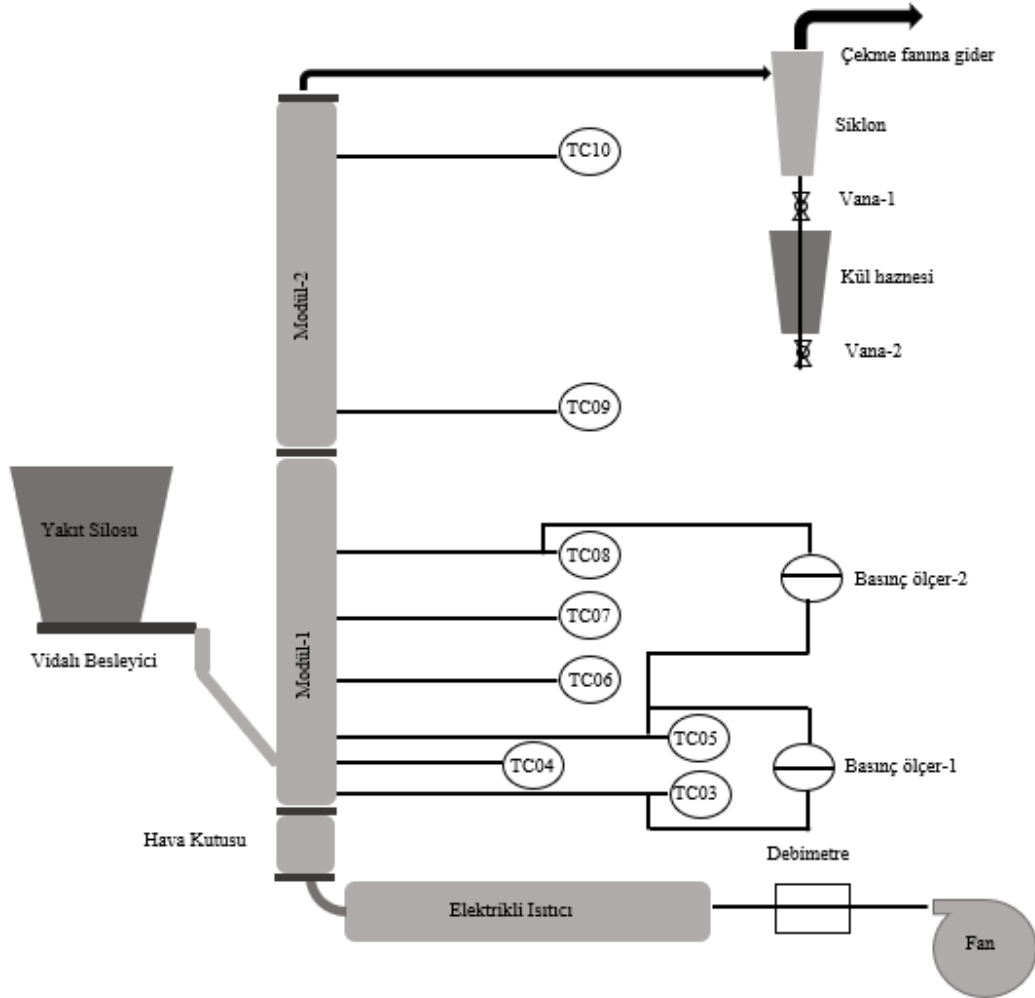 Çekme fanına gider
Siklon
TC10
Vana-1
Modül-2
Kül haznesi
Vana-2
TC09
Yakıt Silosu
TC08
Basınç ölçer-2
TC07
Vidalı Besleyici
Modül-1
TC06
TC05
TC04
Basınç ölçer-1
TC03
Hava Kutusu
Debimetre
Elektrikli Isıtıcı
Fan